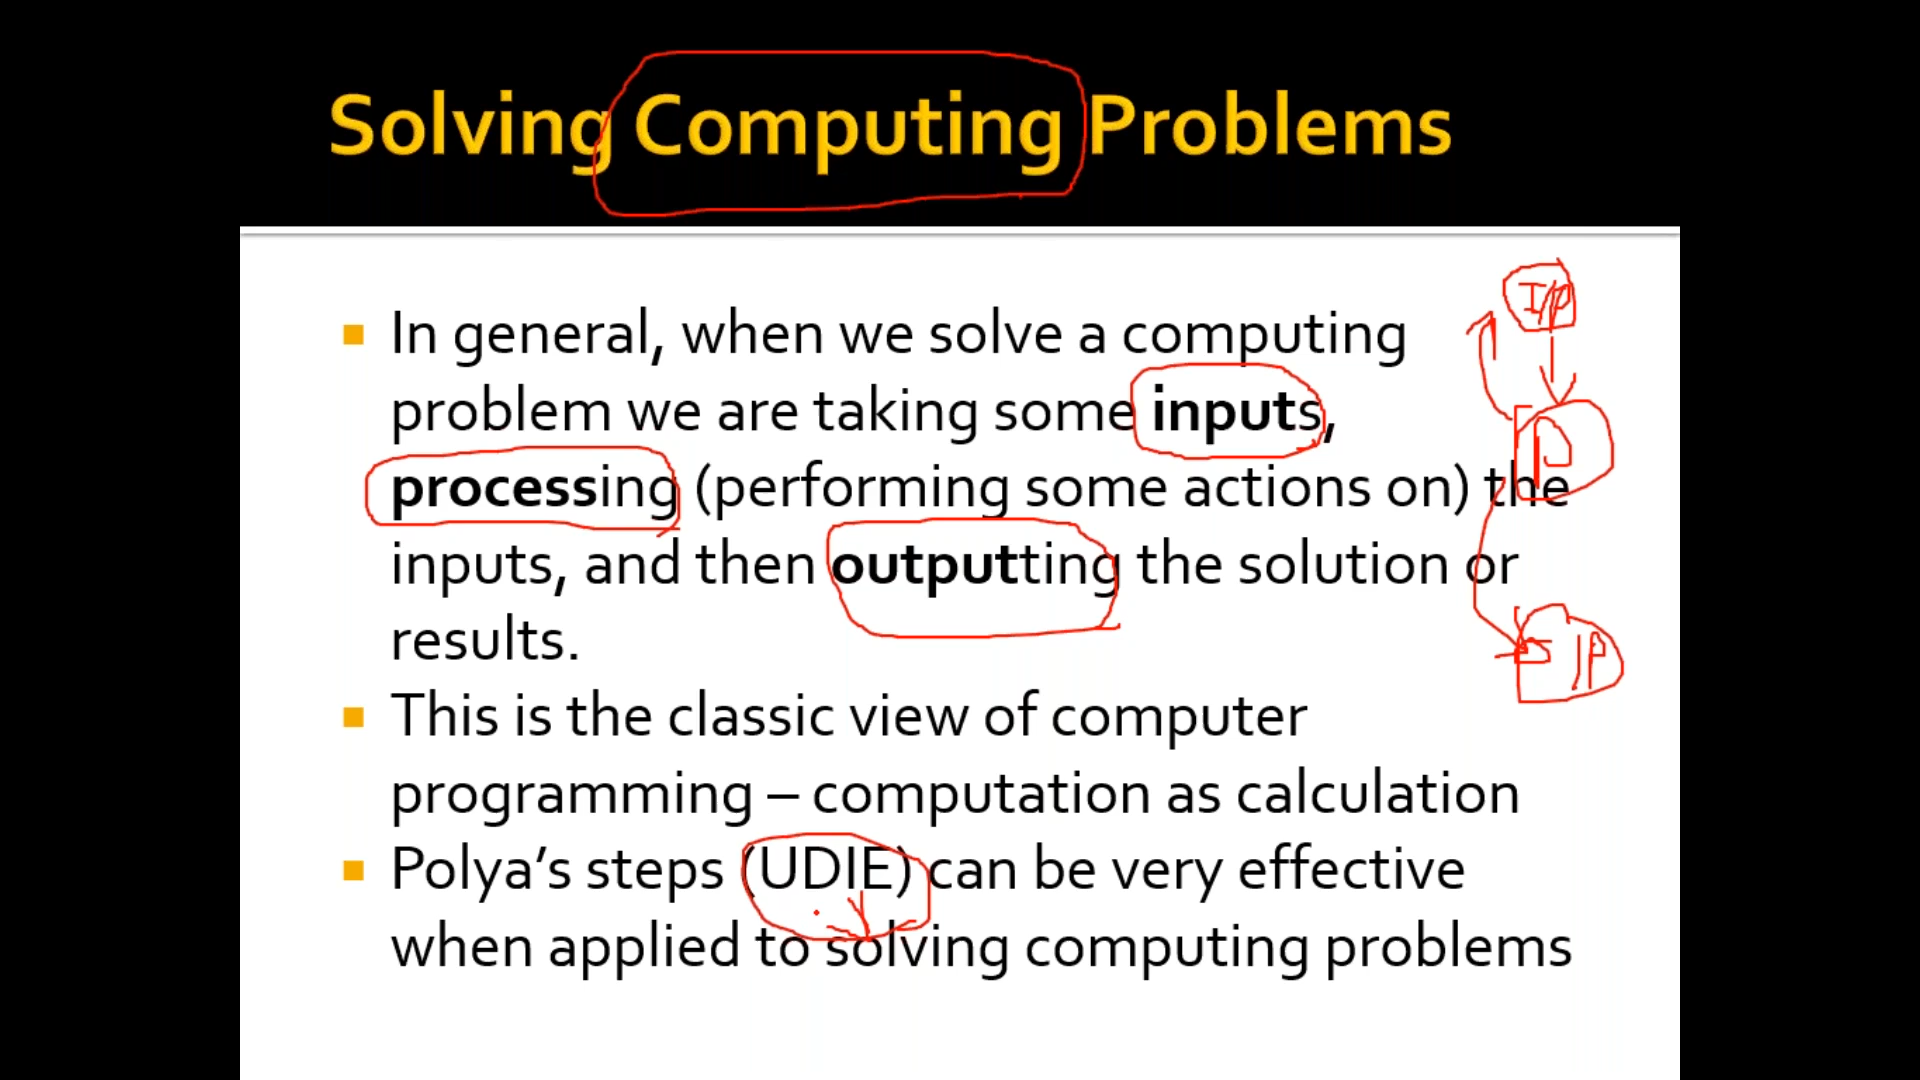 Solving Computing Problems
In general, when we solve a computing
problem we are taking some inputs,
processing (performing some actions on) the
inputs, and then outputting the solution or
results.
This is the classic view of computer
programming – computation as calculation
Polya’s steps (UDIE) can be very effective
when applied to solving computing problems
I/P
P